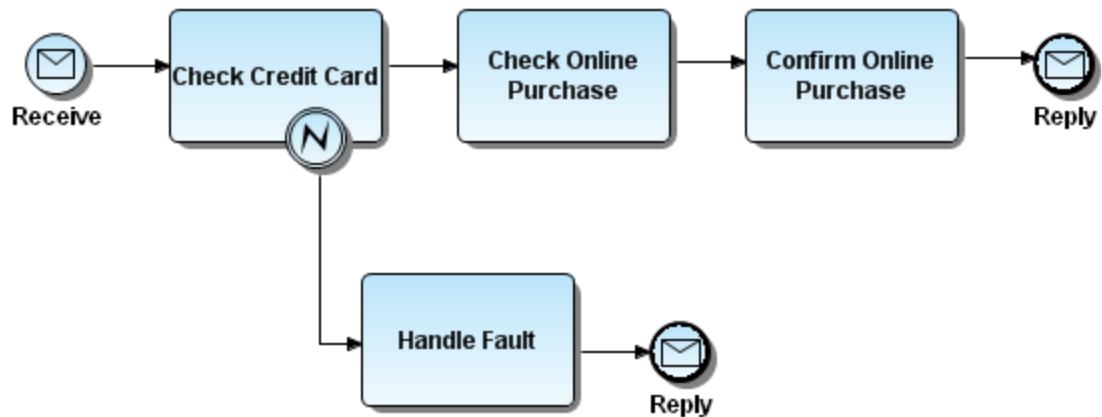 Receive
Check Credit Card
Check Online
Purchase
Confirm Online
Purchase
Reply
Handle Fault
Reply